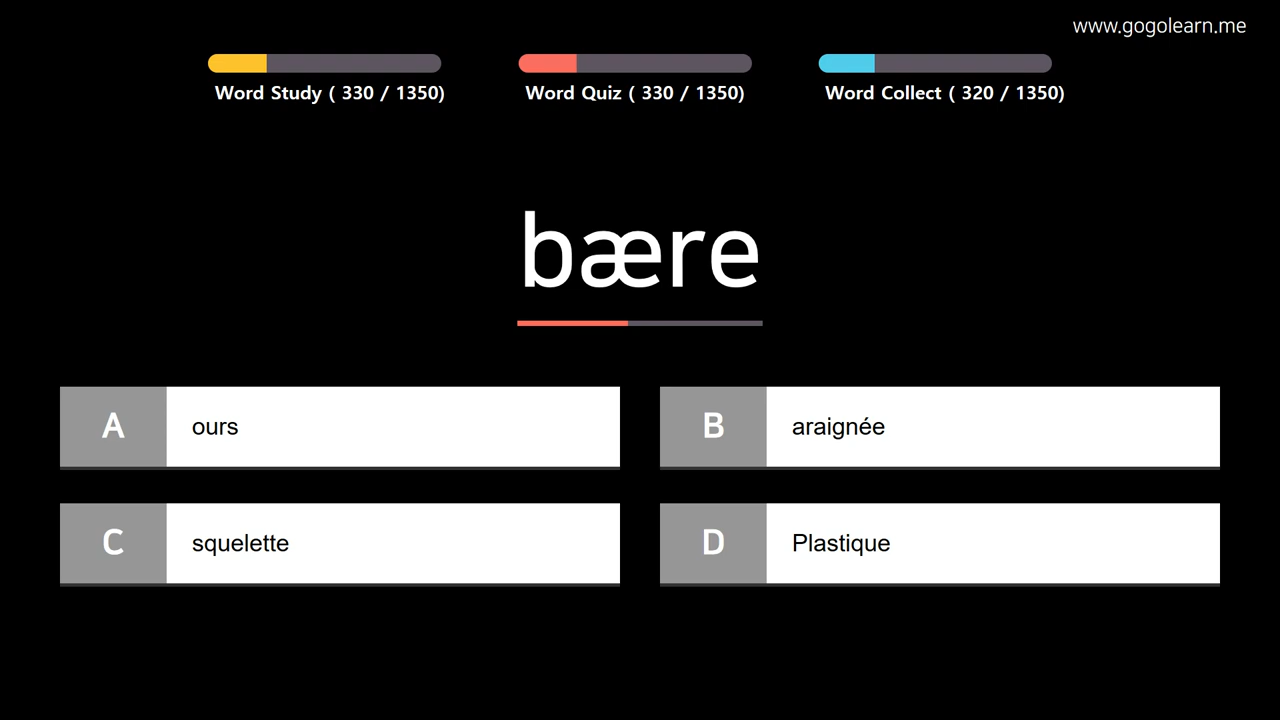 www.gogolearn.me
Word Study ( 330 / 1350)
Word Quiz ( 330 / 1350)
Word Collect ( 320 / 1350)
bære
A
ours
B
araignée
C
squelette
D
Plastique